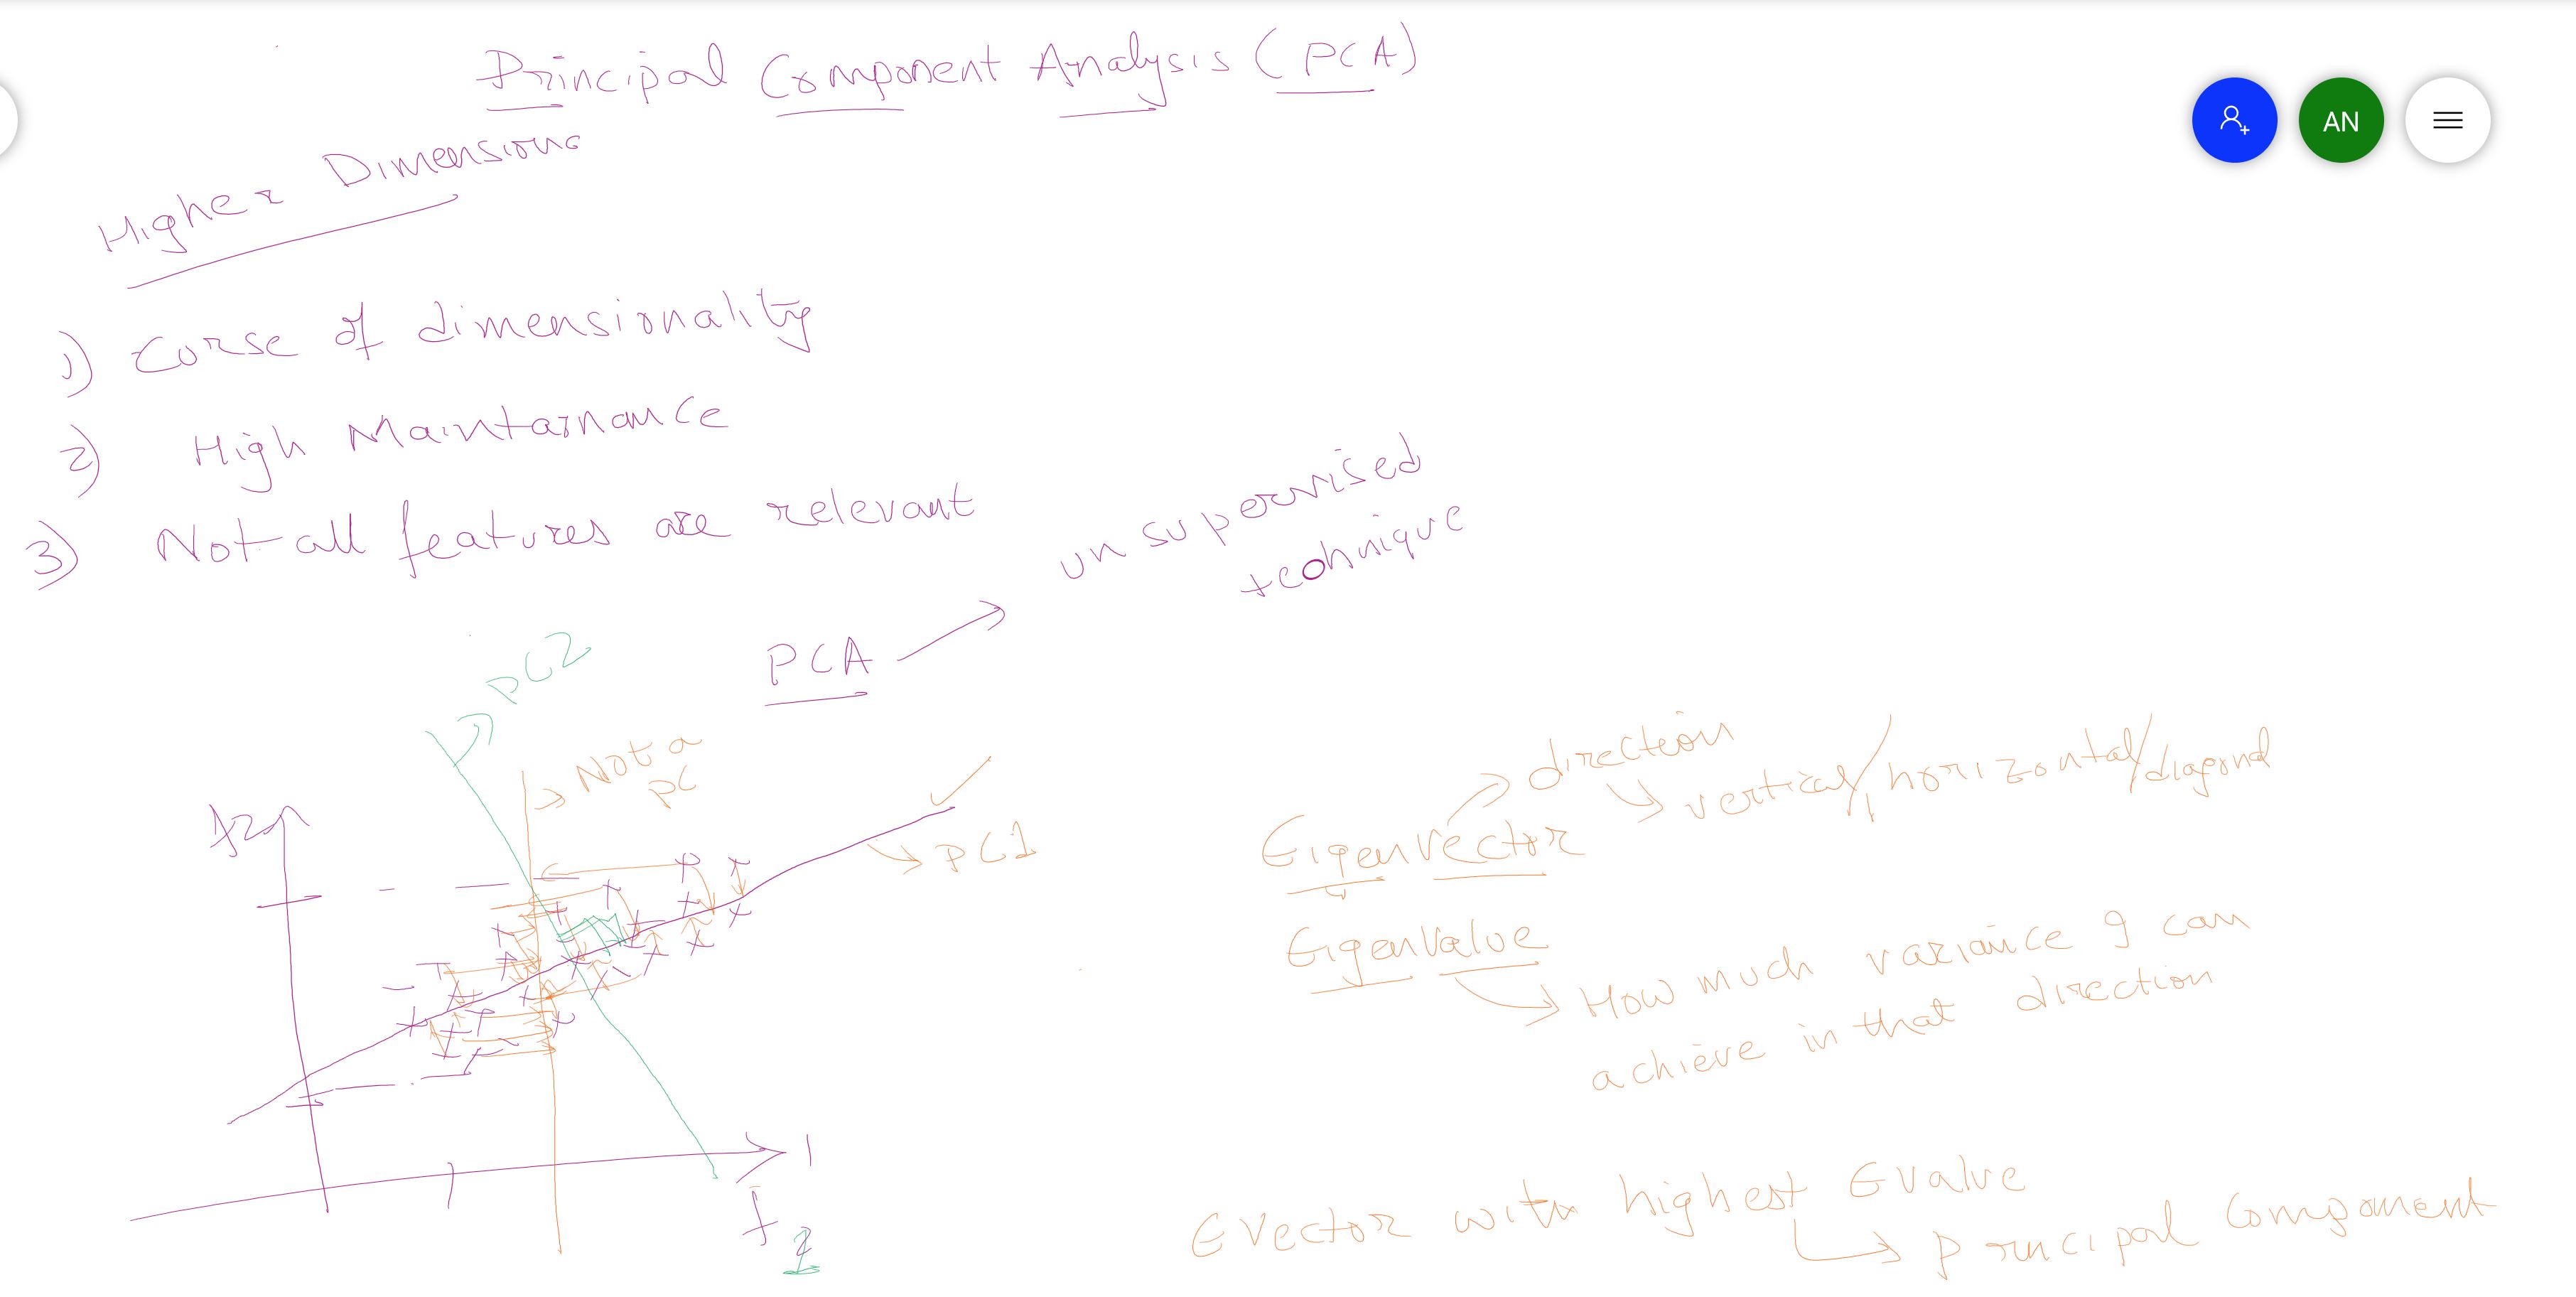 Principal Component Analysis (PCA)
AN
Higher Dimensions
1) Curse of dimensionality
2) High Maintainance
3) Not all features are relevant
PCA
unsupervised
technique
PC2
Not a
PC
PC1
f2
Eigenvector
direction
vertical/horizontal/diagonal
Eigenvalue
How much variance I can
achieve in that direction
Evector with highest Evalue
principal component